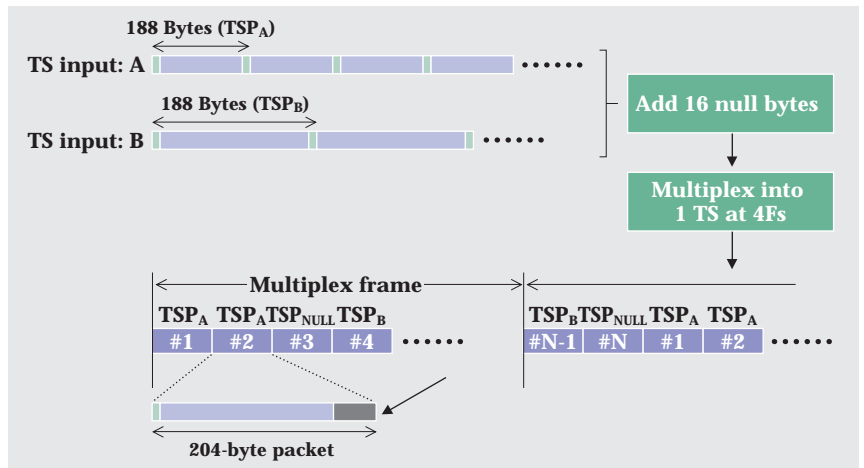 188 Bytes (TSPA)
TS input: A ••••••
188 Bytes (TSPB)
TS input: B ••••••
Add 16 null bytes
Multiplex into
1 TS at 4Fs
Multiplex frame
TSPA TSPA TSPNULL TSPB TSPB TSPNULL TSPA TSPA
#1 #2 #3 #4 •••••• #N-1 #N #1 #2 ••••••
204-byte packet